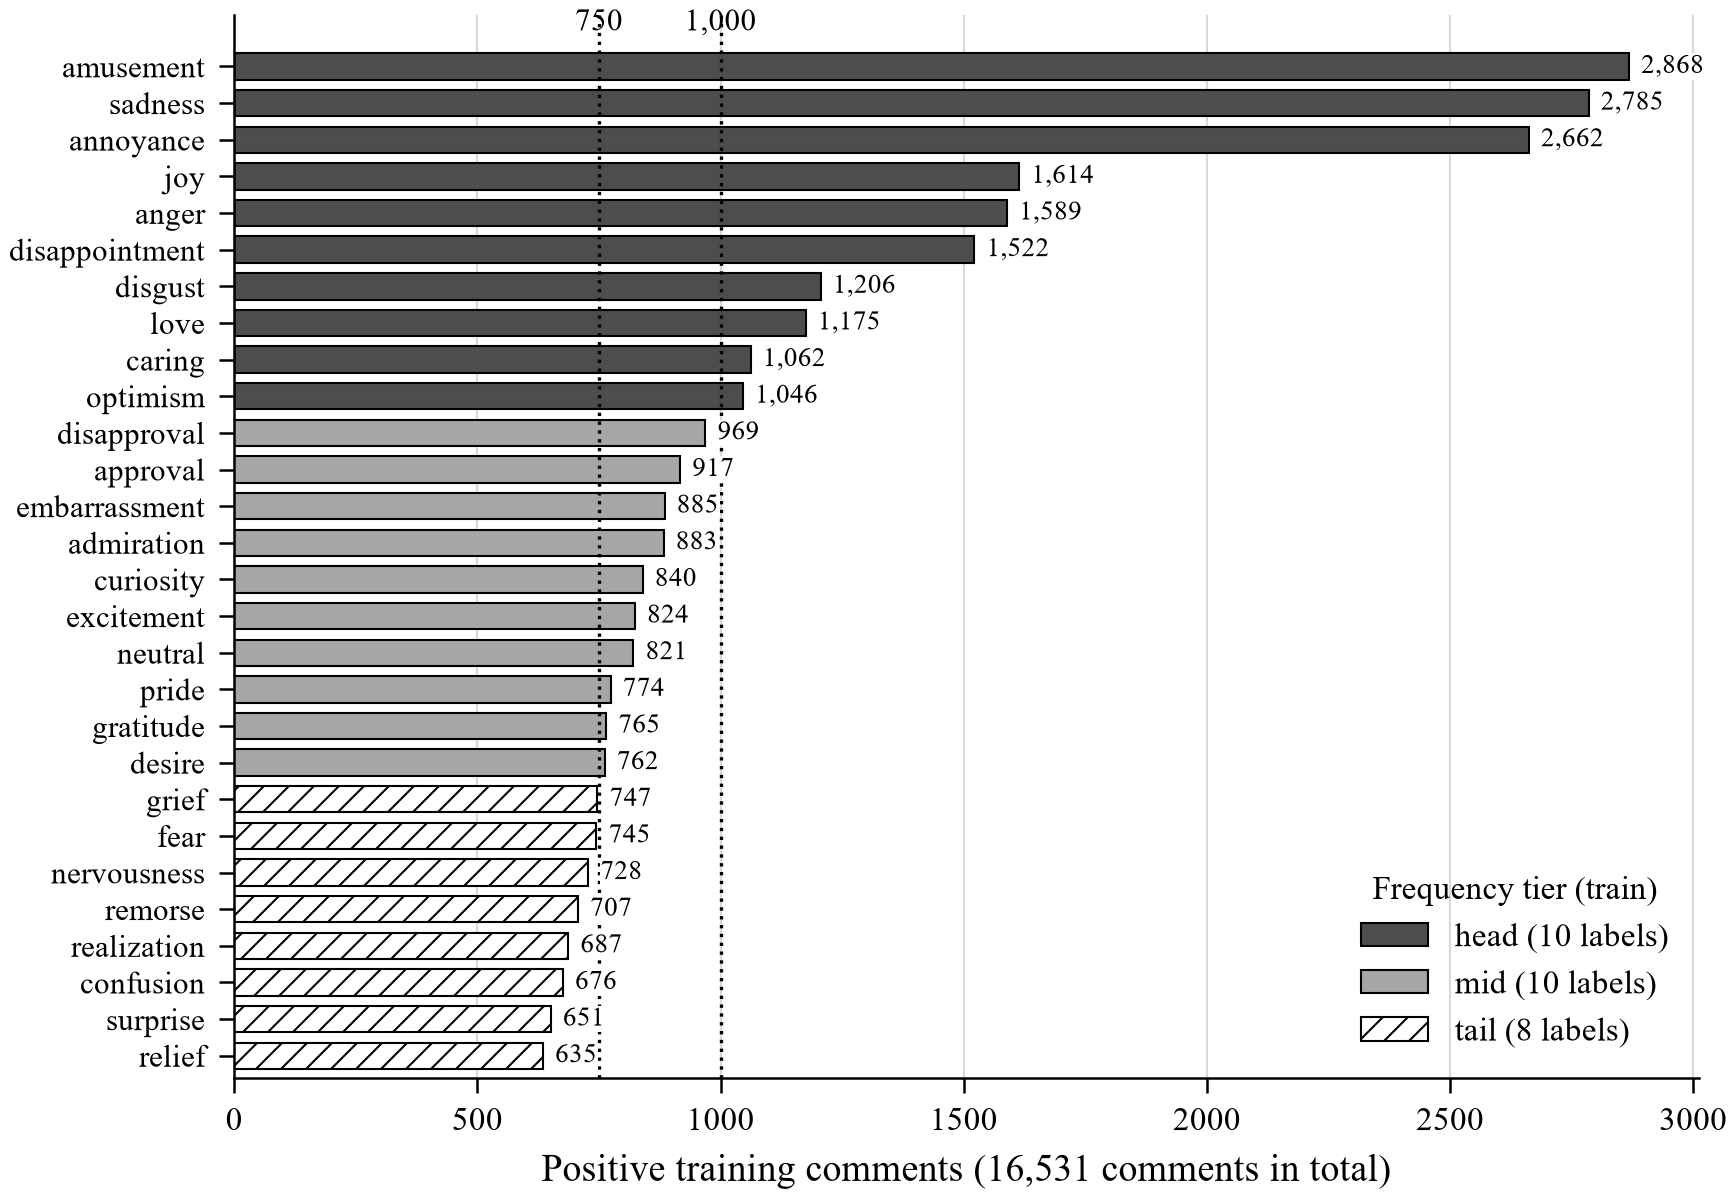 750 1,000
amusement 2,868
sadness 2,785
annoyance 2,662
joy 1,614
anger 1,589
disappointment 1,522
disgust 1,206
love 1,175
caring 1,062
optimism 1,046
disapproval 969
approval 917
embarrassment 885
admiration 883
curiosity 840
excitement 824
neutral 821
pride 774
gratitude 765
desire 762
grief 747
fear 745
nervousness 728
remorse 707
realization 687
confusion 676
surprise 651
relief 635
Frequency tier (train)
head (10 labels)
mid (10 labels)
tail (8 labels)
0 500 1000 1500 2000 2500 3000
Positive training comments (16,531 comments in total)